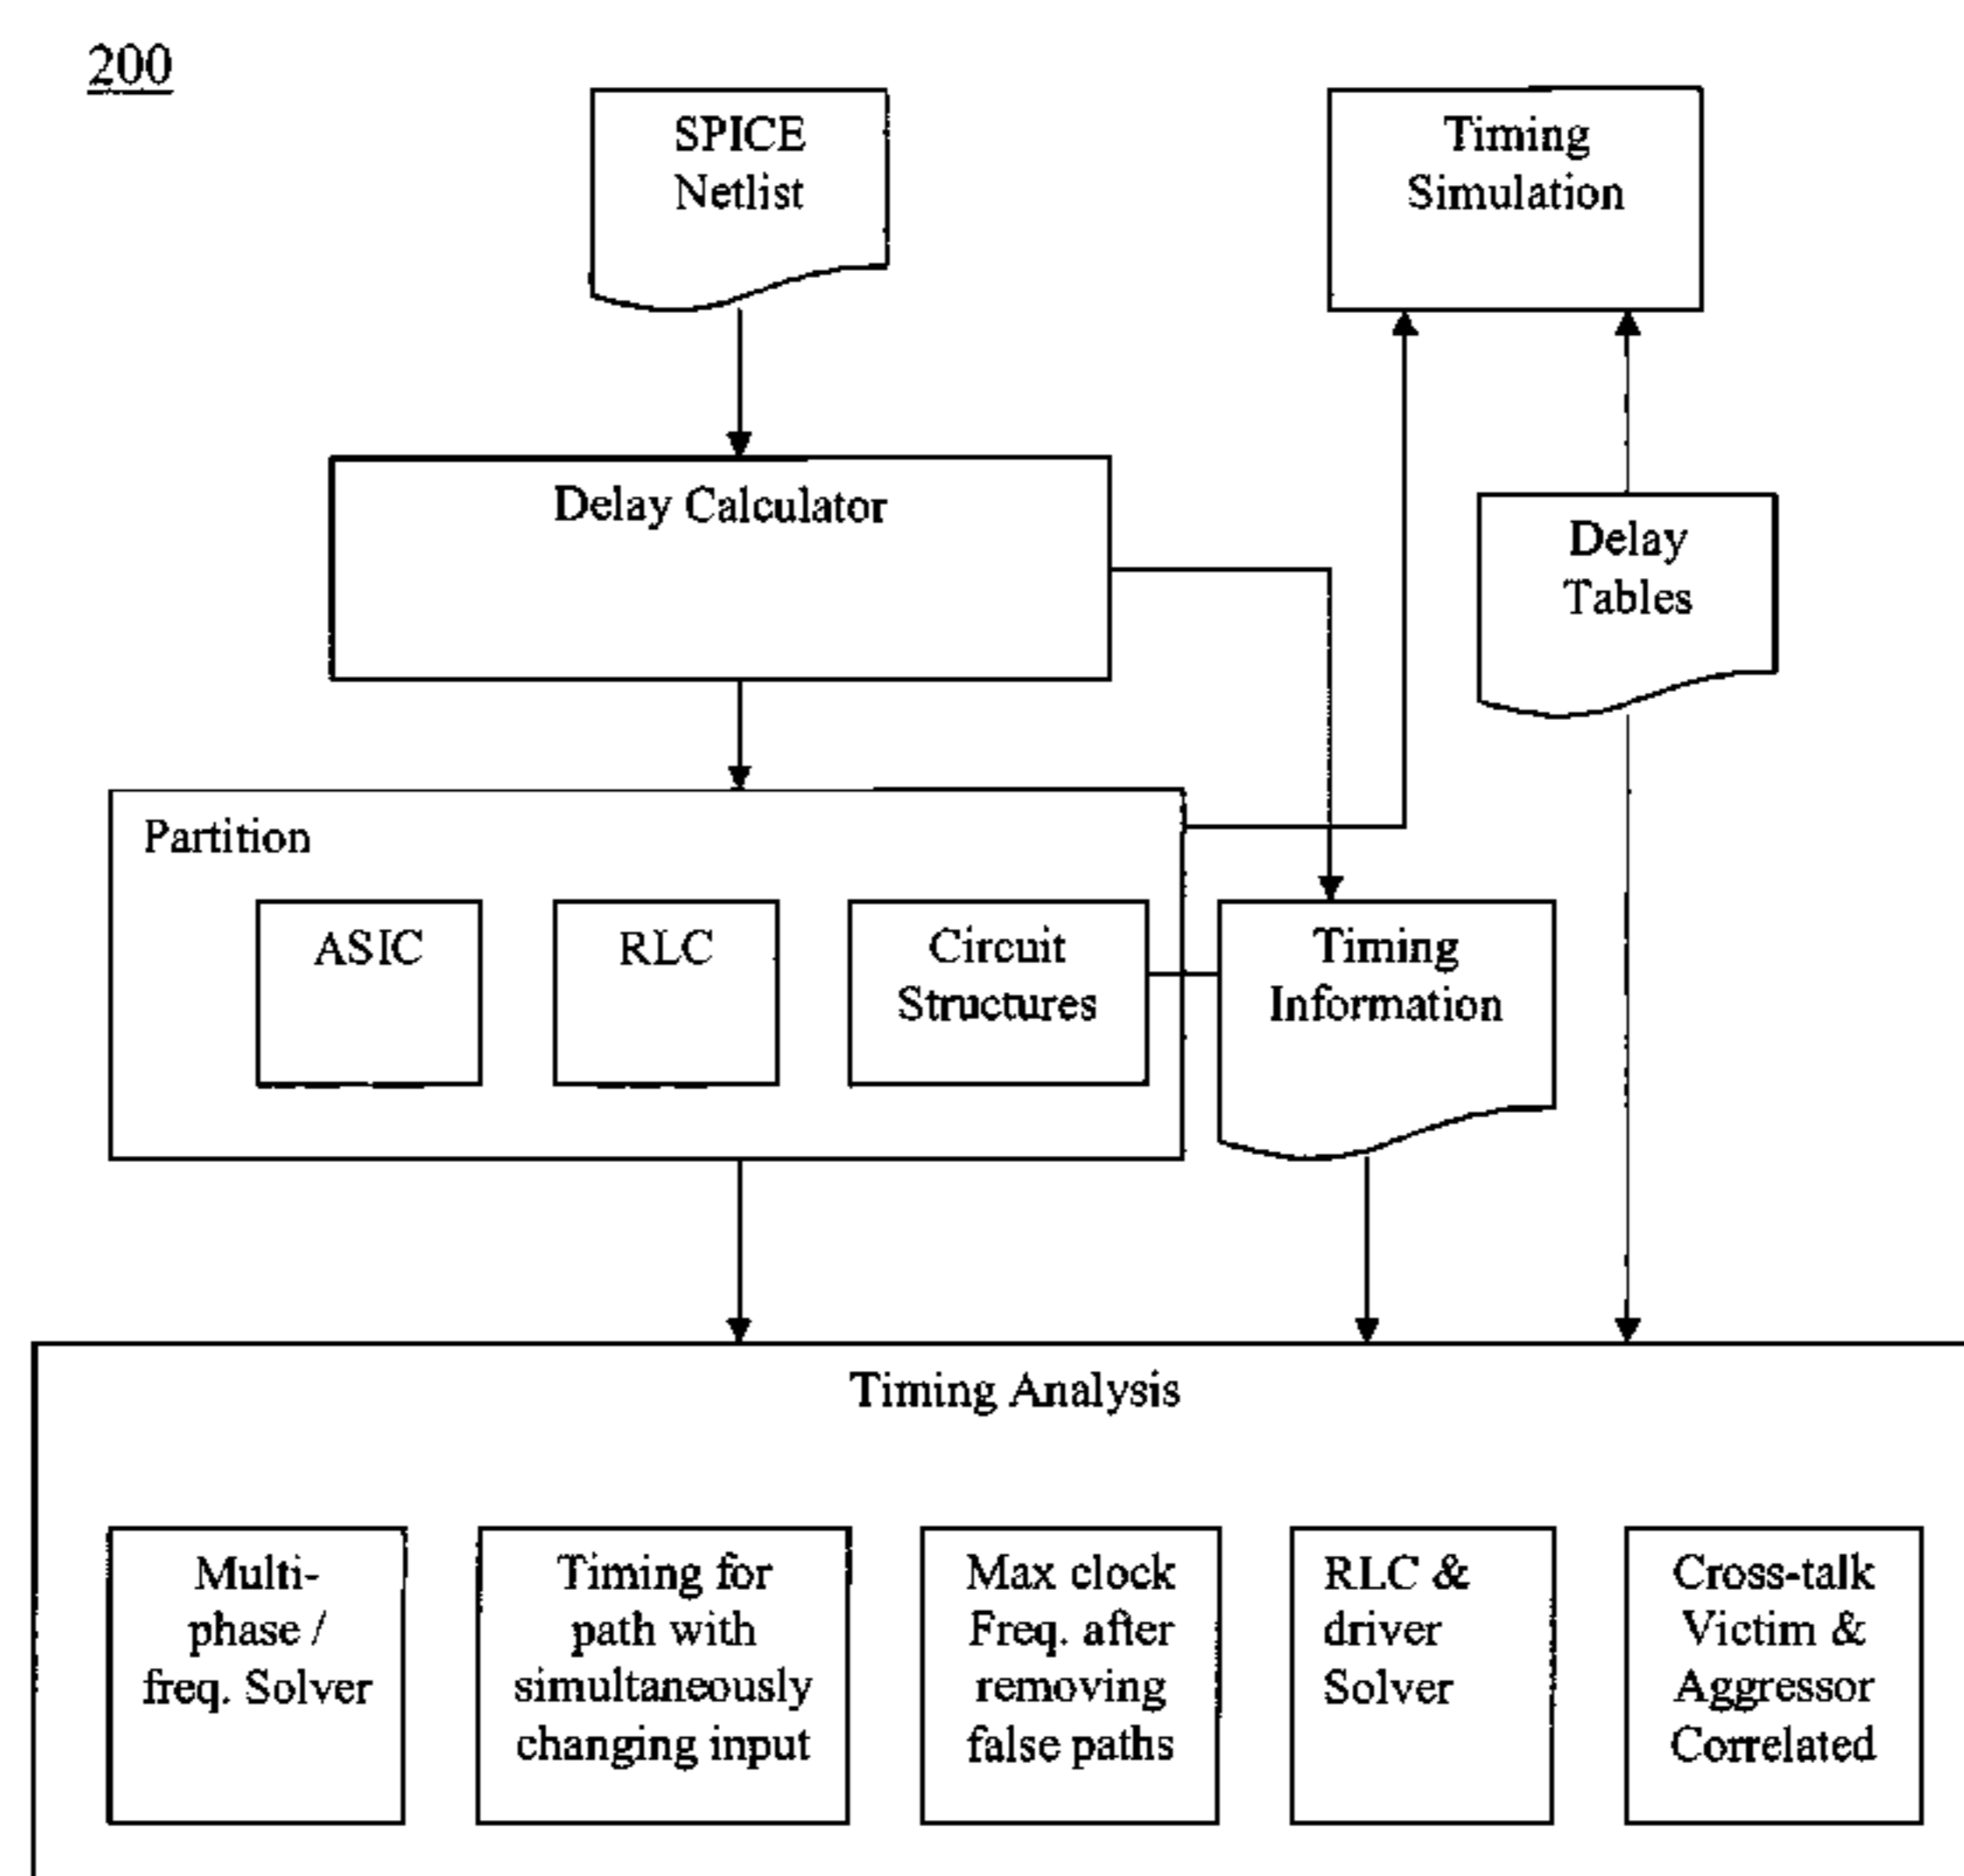 200
SPICE
Netlist
Timing
Simulation
Delay Calculator
Delay
Tables
Partition
ASIC
RLC
Circuit
Structures
Timing
Information
Timing Analysis
Multi-
phase /
freq. Solver
Timing for
path with
simultaneously
changing input
Max clock
Freq. after
removing
false paths
RLC &
driver
Solver
Cross-talk
Victim &
Aggressor
Correlated